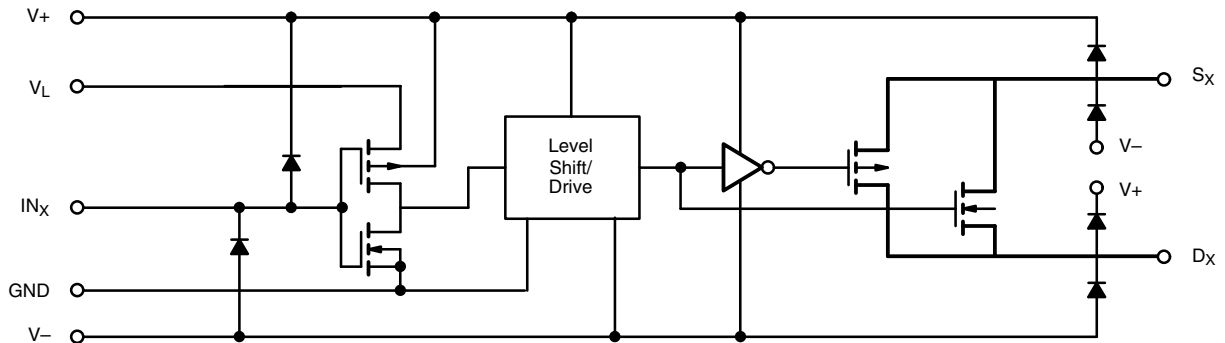 V+
VL
INX
GND
V–
Level
Shift/
Drive
SX
V–
V+
DX